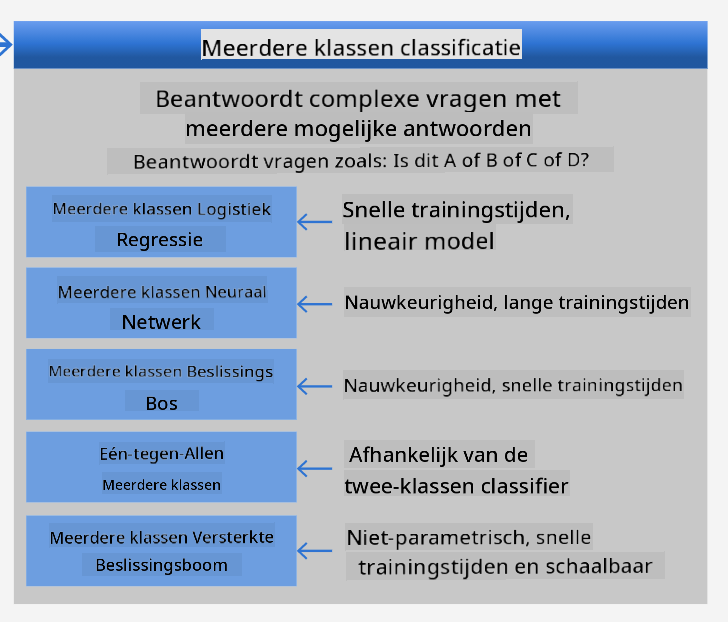 Meerdere klassen classificatie
Beantwoordt complexe vragen met
meerdere mogelijke antwoorden
Beantwoordt vragen zoals: Is dit A of B of C of D?
Meerdere klassen Logistiek
Regressie
Snelle trainingstijden,
lineair model
Meerdere klassen Neuraal
Netwerk
Nauwkeurigheid, lange trainingstijden
Meerdere klassen Beslissings
Bos
Nauwkeurigheid, snelle trainingstijden
Eén-tegen-Allen
Meerdere klassen
Afhankelijk van de
twee-klassen classifier
Meerdere klassen Versterkte
Beslissingsboom
Niet-parametrisch, snelle
trainingstijden en schaalbaar